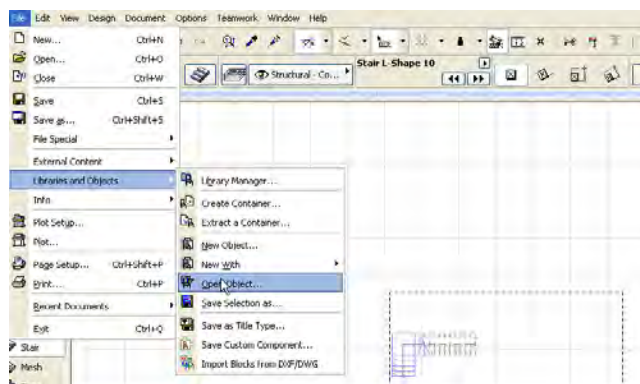 File Edit View Design Document Options Teamwork Window Help
New... Ctrl+N
Open... Ctrl+O
Close Ctrl+W
Save Ctrl+S
Save as... Ctrl+Shift+S
File Special
External Content
Libraries and Objects
Info
Plot Setup...
Plot...
Page Setup... Ctrl+Shift+P
Print... Ctrl+P
Recent Documents
Exit Ctrl+Q
Stair
Mesh
Structural - Co...
Stair L-Shape 10
Library Manager...
Create Container...
Extract a Container...
New Object...
New With
Open Object...
Save Selection as...
Save as Title Type...
Save Custom Component...
Import Blocks from DXF/DWG